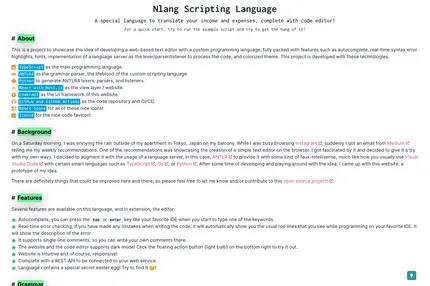 Nlang Scripting Language
A special language to translate your income and expenses, complete with code editor!
For a quick start, try to run the example script and try to get the hang of it!
# About
This is a project to showcase the idea of developing a web-based text editor with a custom programming language, fully packed with features such as autocomplete, real-time syntax error
highlights, hints, implementation of a language server as the lexer/parser/listener to process the code, and colored theme. This project is developed with these technologies:
TypeScript as the main programming language.
ANTLR4 as the grammar parser, the lifeblood of the custom scripting language.
Python to generate ANTLR4 lexers, parsers, and listeners.
React with Next.js as the view layer / website.
ChakraUI as the UI framework of this website.
GitHub and GitHub Actions as the code repository and CI/CD.
React Icons for all of these nice icons!
Icons8 for the nice code favicon!
# Background
On a Saturday morning, I was enjoying the rain outside of my apartment in Tokyo, Japan on my balcony. While I was busy browsing Instagram, suddenly I got an email from Medium
telling me my weekly recommendations. One of the recommendations was showcasing the creation of a simple text editor on the browser. I got fascinated by it and decided to give it a try
with my own ways. I decided to augment it with the usage of a language server, in this case, ANTLR to provide it with some kind of faux-intellisense, much like how you usually use Visual
Studio Code with certain smart languages such as TypeScript, Go, or Python. After some time of developing and playing around with the idea, I came up with this website, a
prototype of my idea.
There are definitely things that could be improved here and there, so please feel free to let me know about/contribute to this open source project!
# Features
Several features are available on this language, and in extension, the editor:
Autocomplete, you can press the tab or enter key like your favorite IDE when you start to type one of the keywords.
Real-time error checking, if you have made any mistakes when writing the code, it will automatically show you the usual red lines that you see while programming on your favorite IDE. It will
show the description of the error.
It supports single-line comments, so you can write your own comments there.
The website and the code editor supports dark mode! Click the floating action button (light bulb) on the bottom right to try it out.
Website is intuitive and of course, responsive!
Complete with a REST API to be connected to your web service.
Language contains a special secret easter egg! Try to find it 😋!
# Grammar